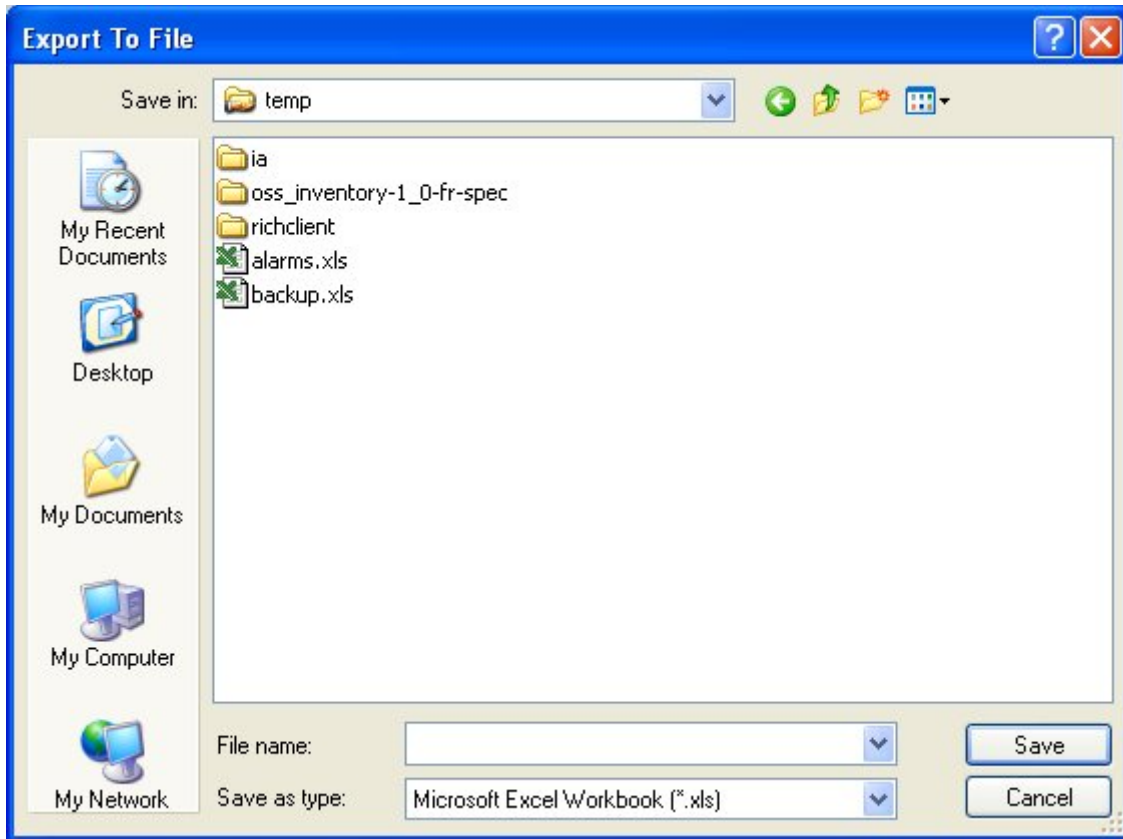 Export To File
Save in:
temp
My Recent
Documents
Desktop
My Documents
My Computer
My Network
ia
oss_inventory-1_0-fr-spec
richclient
alarms.xls
backup.xls
File name:
Save
Save as type:
Microsoft Excel Workbook (*.xls)
Cancel